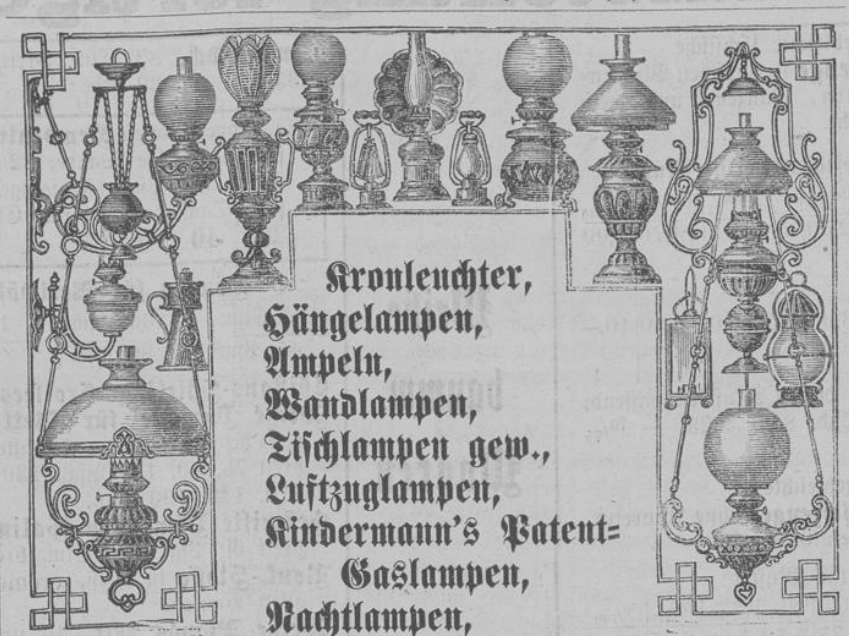 Kronleuchter,
Hängelampen,
Ampeln,
Wandlampen,
Tischlampen gew.,
Luftzuglampen,
Kindermann's Patent=
Gaslampen,
Nachtlampen,